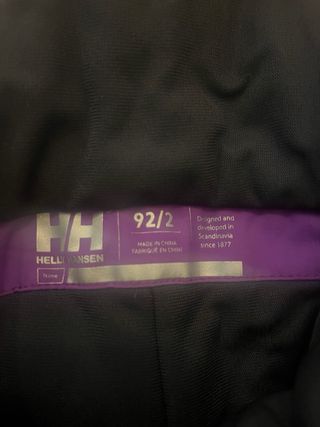 HH
HELLY HANSEN
Name
92/2
MADE IN CHINA
FABRIQUÉ EN CHINE
Designed and
developed in
Scandinavia
since 1877